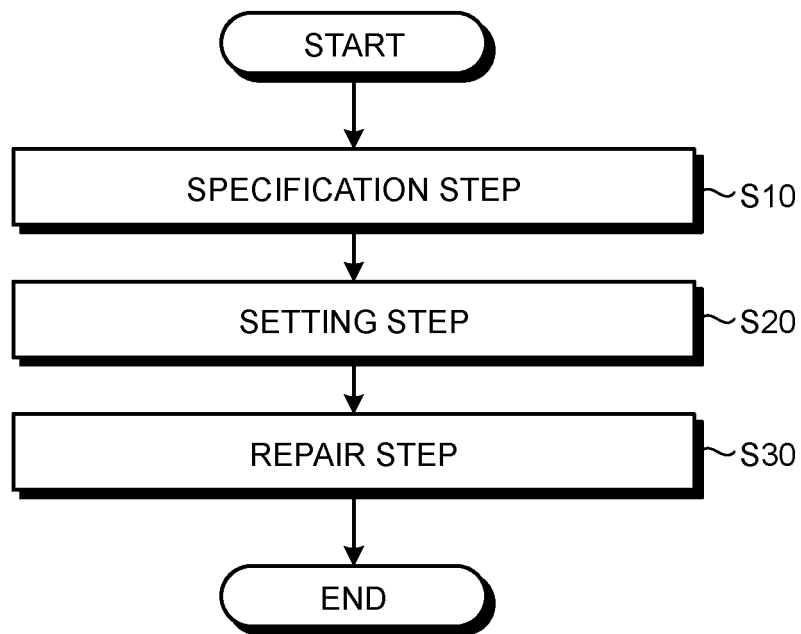 START
SPECIFICATION STEP
S10
SETTING STEP
S20
REPAIR STEP
S30
END